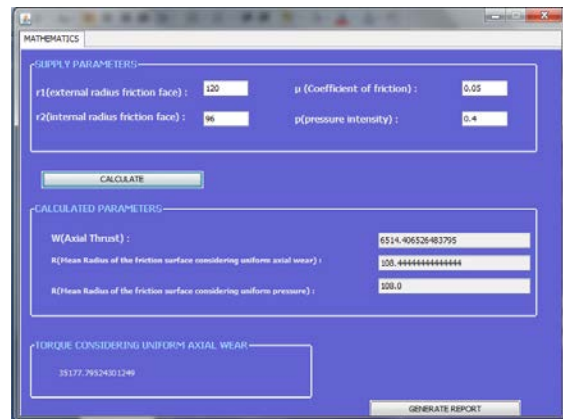 MATHEMATICS
SUPPLY PARAMETERS
r1(external radius friction face) : 120 μ (Coefficient of friction) : 0.05
r2(internal radius friction face) : 96 p(pressure intensity) : 0.4
CALCULATE
CALCULATED PARAMETERS
W(Axial Thrust) : 6514.406526483795
R(Mean Radius of the friction surface considering uniform axial wear) : 108.44444444444444
R(Mean Radius of the friction surface considering uniform pressure) : 108.0
TORQUE CONSIDERING UNIFORM AXIAL WEAR
35177.79524301249
GENERATE REPORT